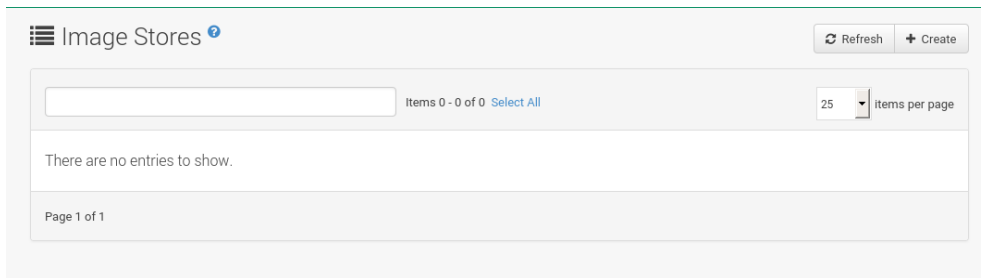 Image Stores ?
Refresh + Create
Items 0 - 0 of 0 Select All 25 items per page
There are no entries to show.
Page 1 of 1